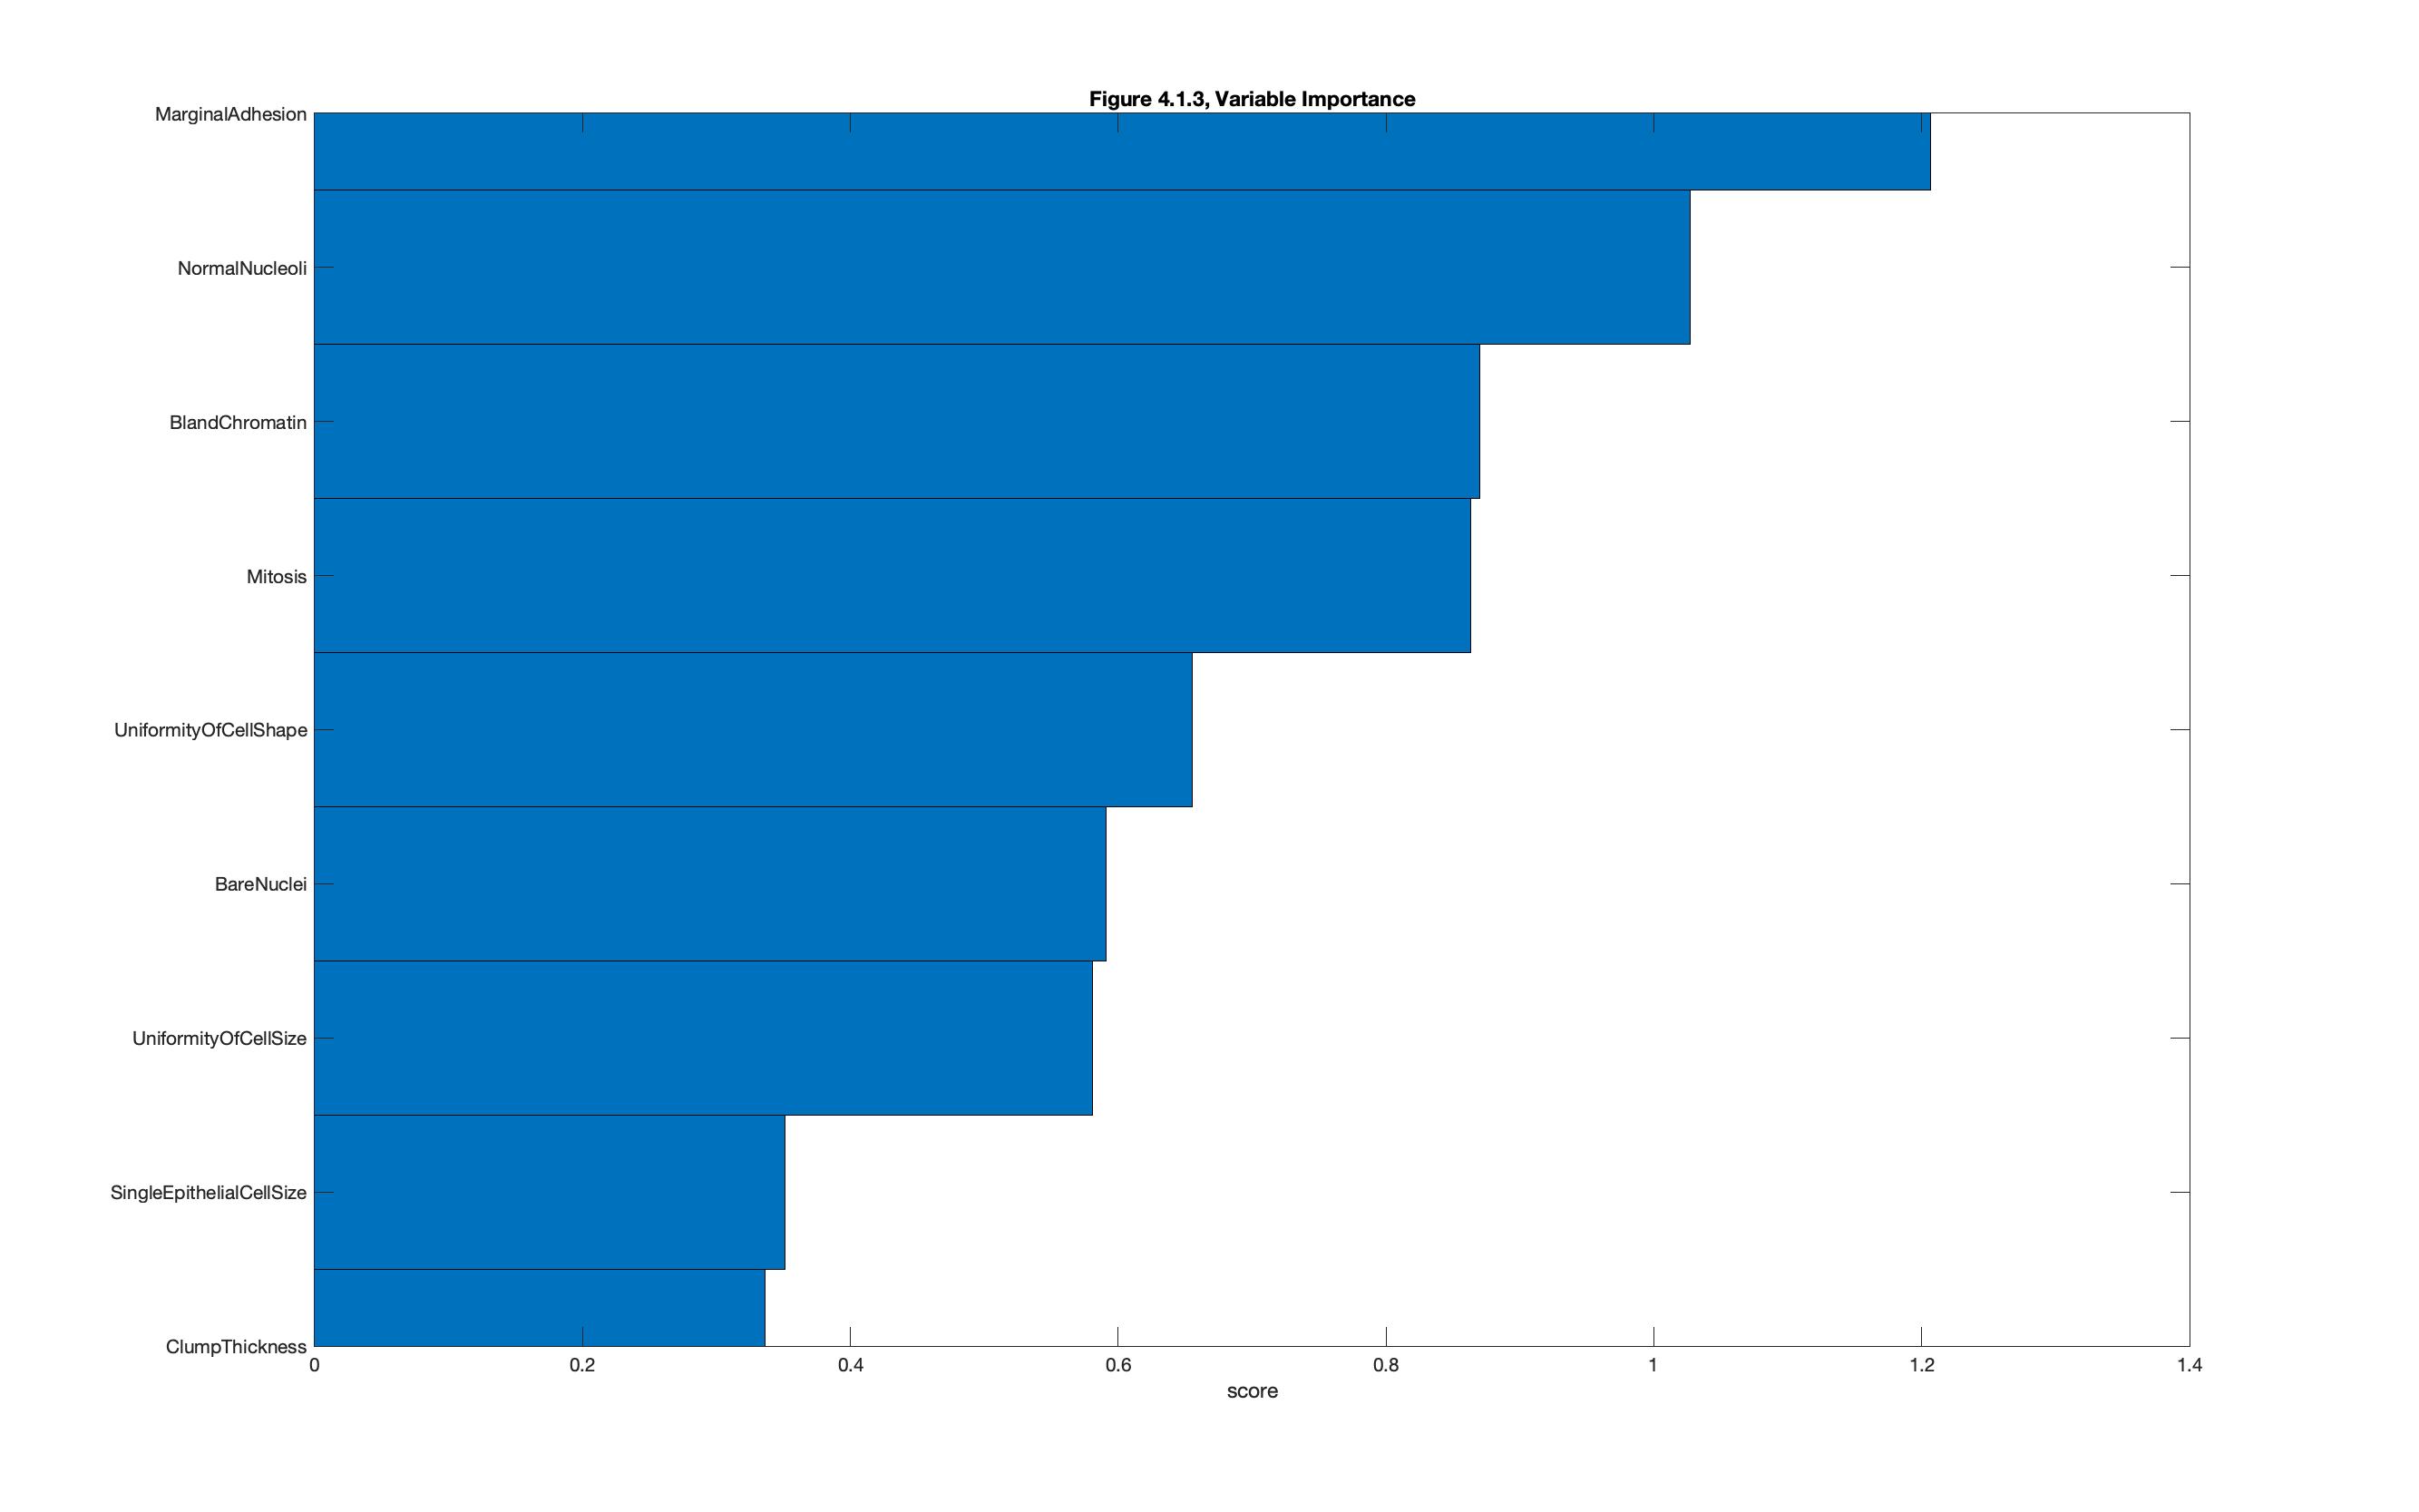 Figure 4.1.3, Variable Importance
MarginalAdhesion
NormalNucleoli
BlandChromatin
Mitosis
UniformityOfCellShape
BareNuclei
UniformityOfCellSize
SingleEpithelialCellSize
ClumpThickness
0 0.2 0.4 0.6 0.8 1 1.2 1.4
score